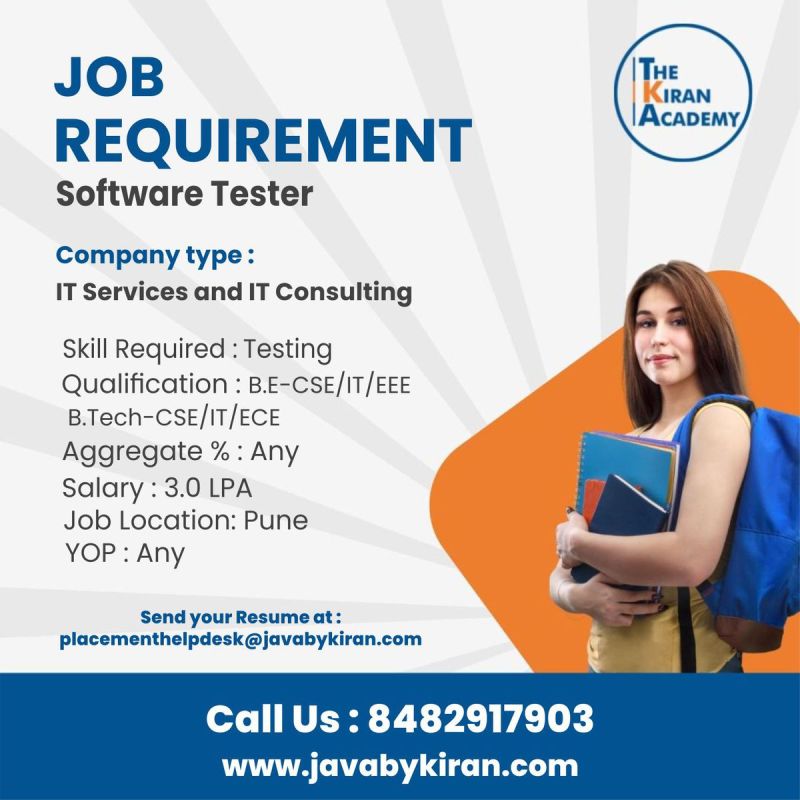 JOB
REQUIREMENT
Software Tester
THE
KIRAN
ACADEMY
Company type :
IT Services and IT Consulting
Skill Required : Testing
Qualification : B.E-CSE/IT/EEE
B.Tech-CSE/IT/ECE
Aggregate % : Any
Salary : 3.0 LPA
Job Location: Pune
YOP : Any
Send your Resume at :
placementhelpdesk@javabykiran.com
Call Us : 8482917903
www.javabykiran.com